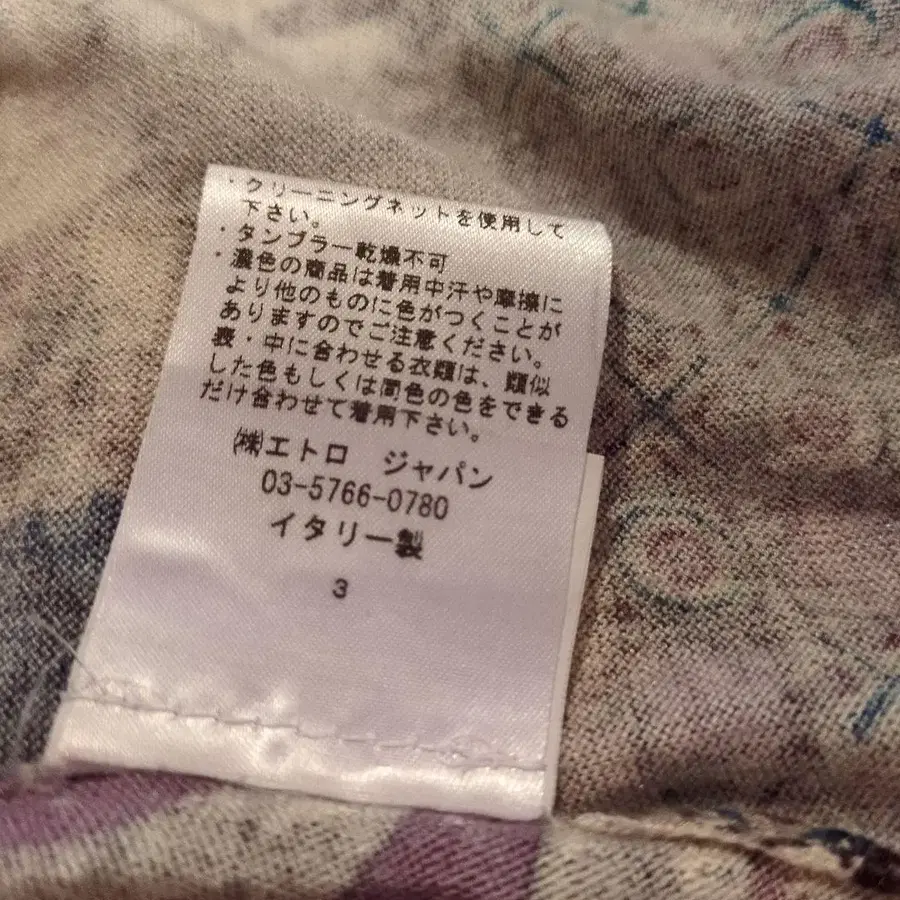 ・クリーニングネットを使用して
下さい。
・タンブラー乾燥不可
・濃色の商品は着用中汗や摩擦に
より他のものに色がつくことが
ありますのでご注意ください。
表・中に合わせる衣類は、類似
した色もしくは同色の色をできる
だけ合わせて着用下さい。
㈱エトロ ジャパン
03-5766-0780
イタリー製
3